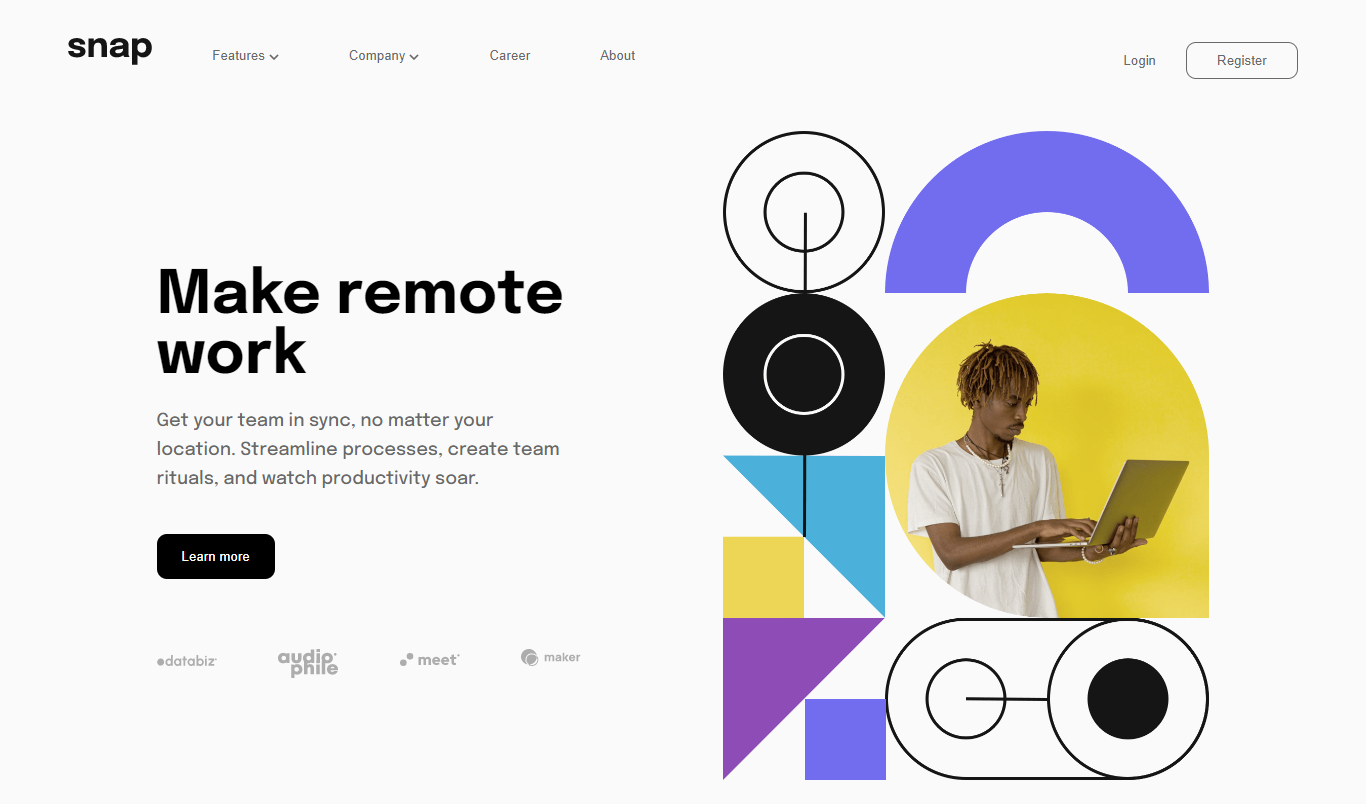 snap
Features
Company
Career
About
Login
Register
Make remote
work
Get your team in sync, no matter your
location. Streamline processes, create team
rituals, and watch productivity soar.
Learn more
databiz
audio
phile
meet
maker